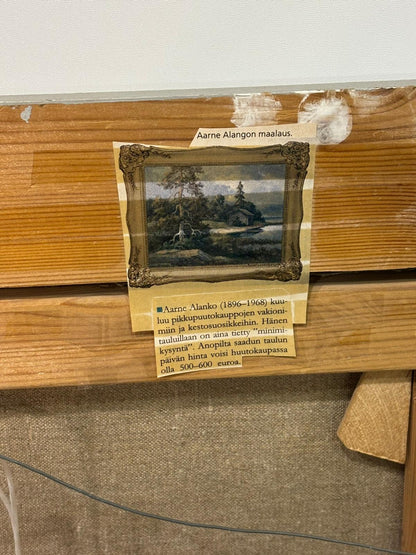 Aarne Alangon maalaus.
■Aarne Alanko (1896–1968) kuu-
luu pikkupuutokauppojen vakioni-
miin ja kestosuosikkeihin. Hänen
tauluillaan on aina tietty "minimi-
kysyntä". Anopilta saadun taulun
päivän hinta voisi huutokaupassa
olla 500–600 euroa.